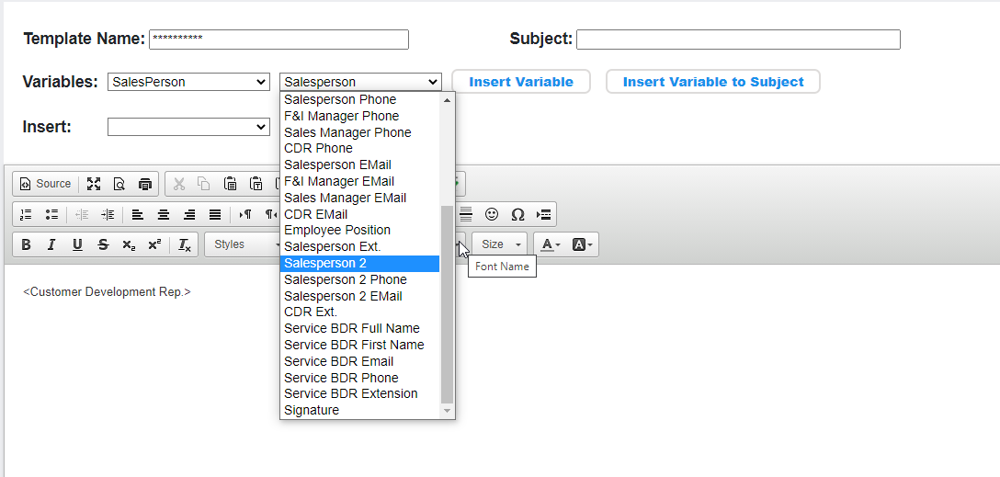 Template Name: ********** Subject:
Variables: SalesPerson Salesperson Insert Variable Insert Variable to Subject
Insert:
Salesperson Phone
F&I Manager Phone
Sales Manager Phone
CDR Phone
Salesperson EMail
F&I Manager EMail
Sales Manager EMail
CDR EMail
Employee Position
Salesperson Ext.
Salesperson 2
Salesperson 2 Phone
Salesperson 2 EMail
CDR Ext.
Service BDR Full Name
Service BDR First Name
Service BDR Email
Service BDR Phone
Service BDR Extension
Signature
Source
B I U S x₂ x² Tx Styles Size A A
Font Name
<Customer Development Rep.>